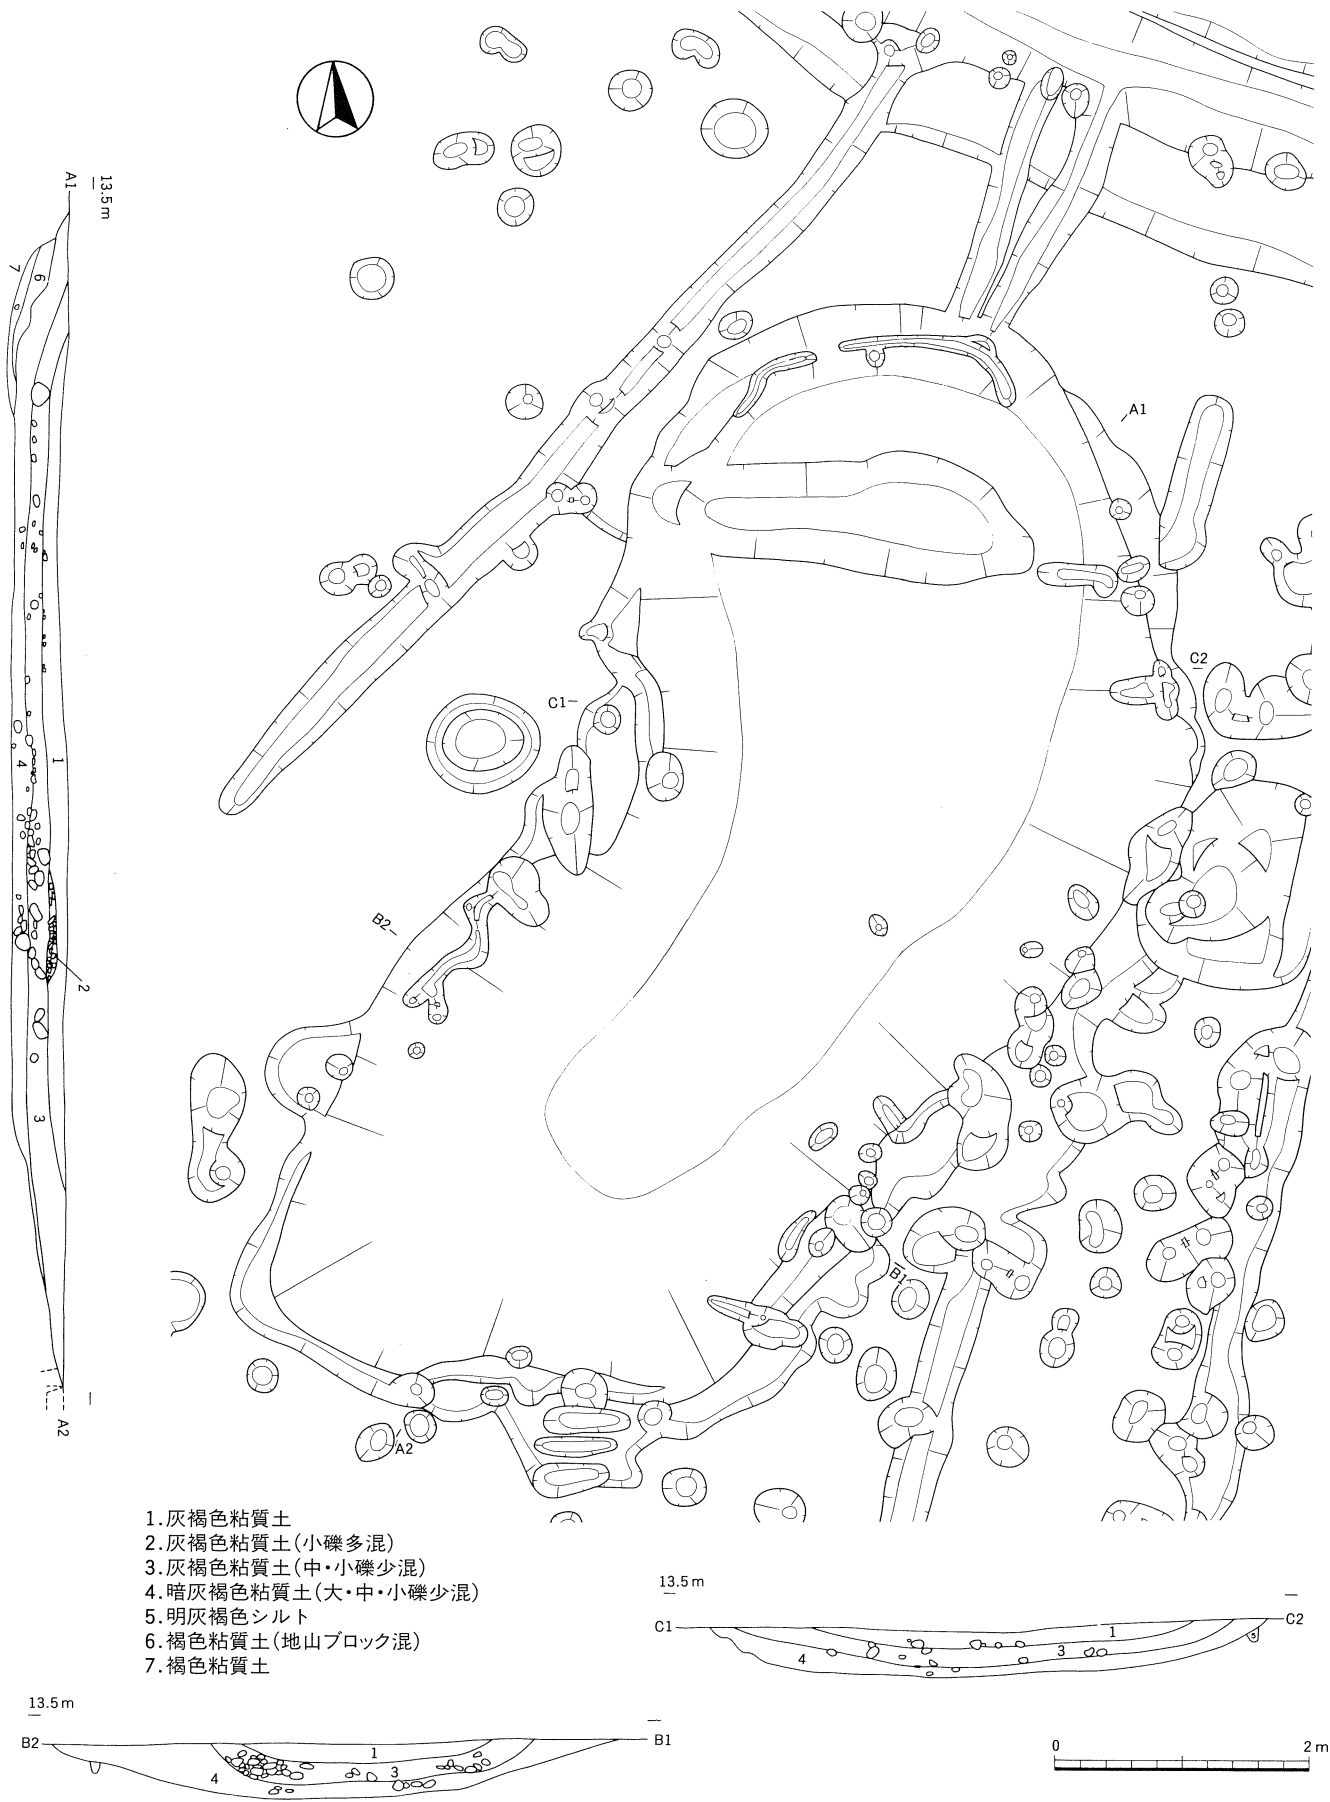 A1
13.5m
7
6
1
4
2
3
A2
A1
C2
C1
B2
B1
A2
1.灰褐色粘質土
2.灰褐色粘質土(小礫多混)
3.灰褐色粘質土(中・小礫少混)
4.暗灰褐色粘質土(大・中・小礫少混)
5.明灰褐色シルト
6.褐色粘質土(地山ブロック混)
7.褐色粘質土
13.5m
C1
C2
1
3
4
5
13.5m
B2
B1
1
3
4
0
2m